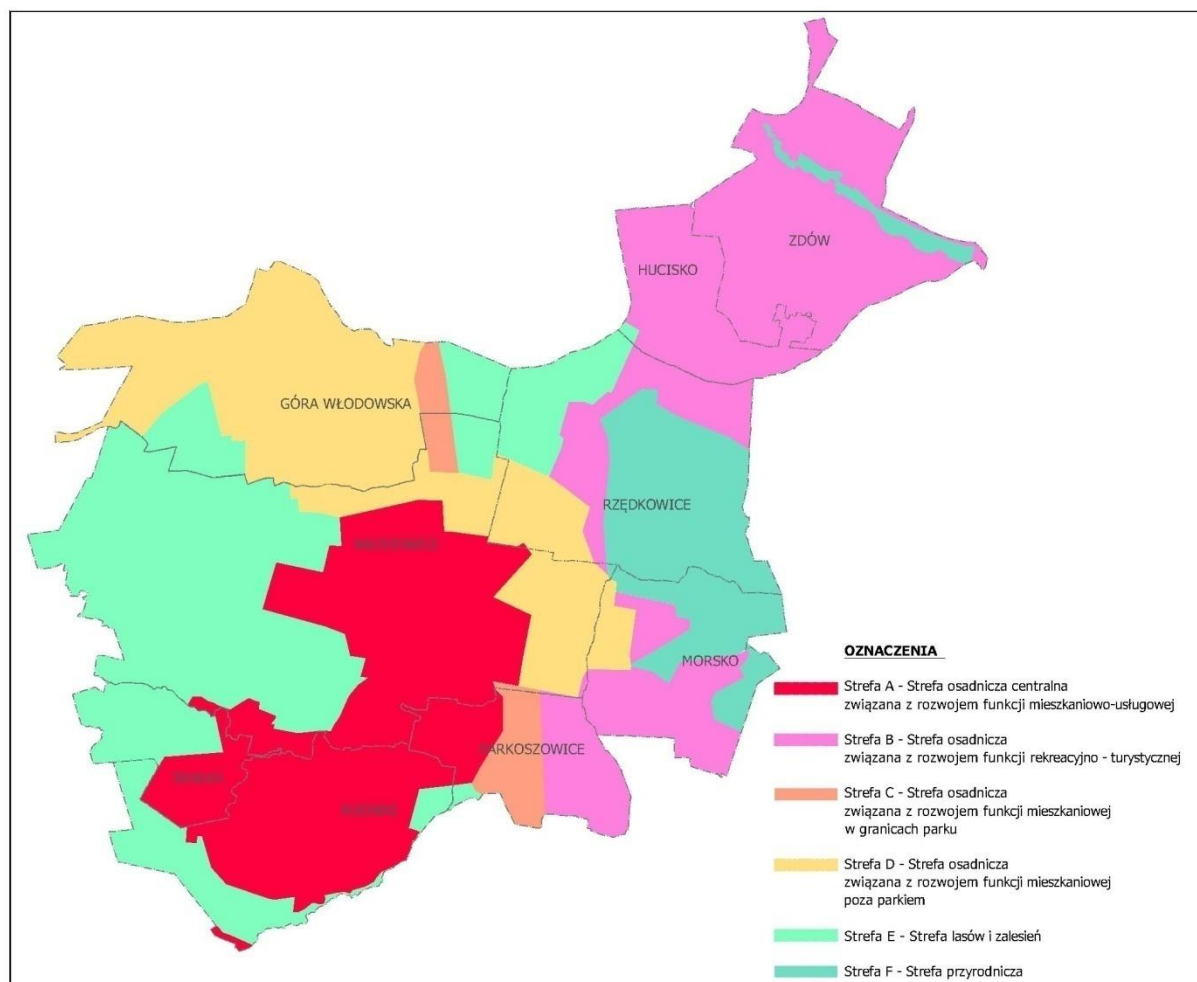 ZDÓW
HUCISKO
GÓRA WŁODOWSKA
RZĘDKOWICE
MORSKO
PARKOSZOWICE
OZNACZENIA
Strefa A - Strefa osadnicza centralna
związana z rozwojem funkcji mieszkaniowo-usługowej
Strefa B - Strefa osadnicza
związana z rozwojem funkcji rekreacyjno - turystycznej
Strefa C - Strefa osadnicza
związana z rozwojem funkcji mieszkaniowej
w granicach parku
Strefa D - Strefa osadnicza
związana z rozwojem funkcji mieszkaniowej
poza parkiem
Strefa E - Strefa lasów i zalesień
Strefa F - Strefa przyrodnicza